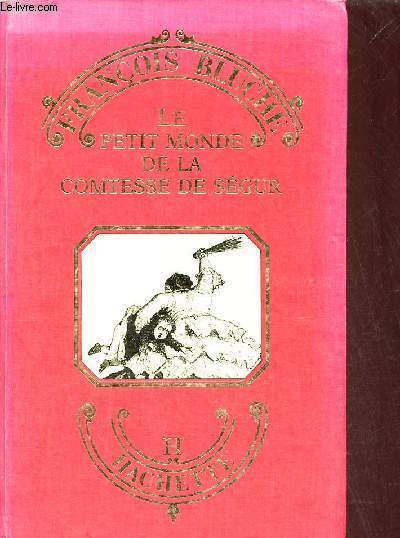 Le-livre.com
FRANÇOIS BLUCHE
LE
PETIT MONDE
DE LA
COMTESSE DE SÉGUR
H
HACHETTE